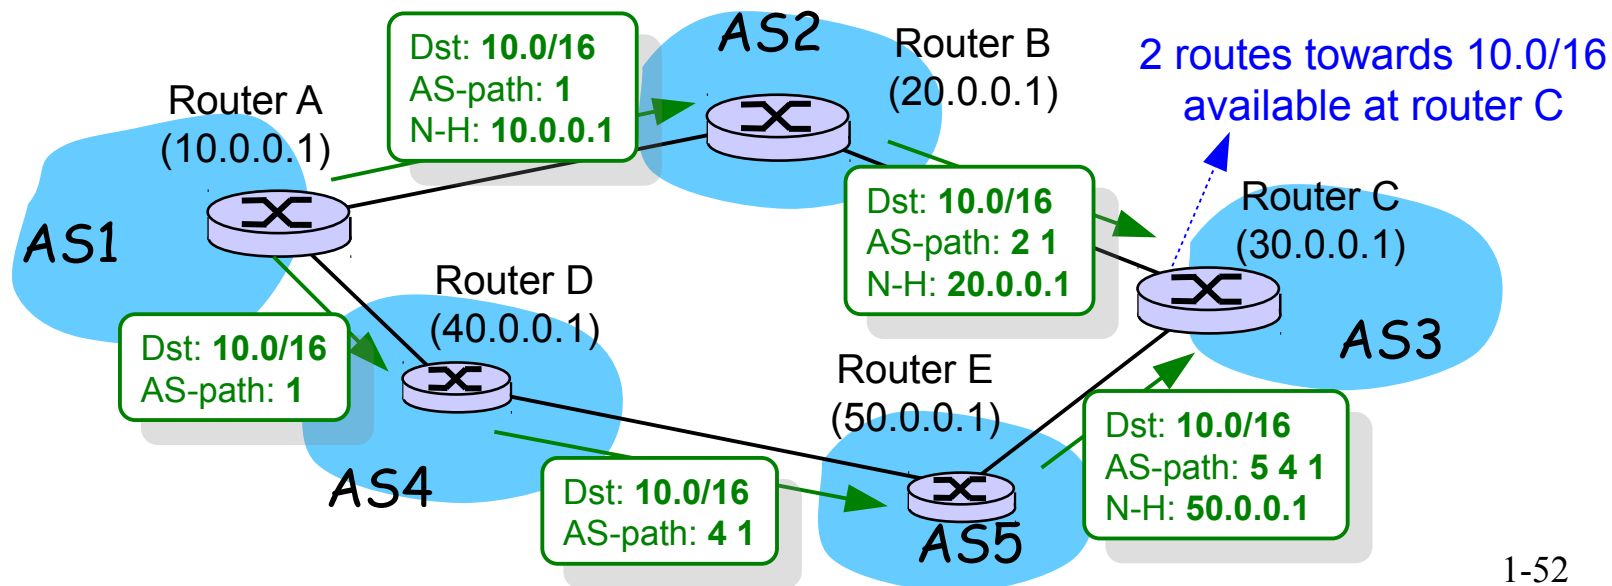 Dst: 10.0/16
AS-path: 1
N-H: 10.0.0.1
AS2
Router B
(20.0.0.1)
2 routes towards 10.0/16
available at router C
Router A
(10.0.0.1)
AS1
Dst: 10.0/16
AS-path: 2 1
N-H: 20.0.0.1
Router C
(30.0.0.1)
AS3
Router D
(40.0.0.1)
Dst: 10.0/16
AS-path: 1
AS4
Router E
(50.0.0.1)
Dst: 10.0/16
AS-path: 4 1
AS5
Dst: 10.0/16
AS-path: 5 4 1
N-H: 50.0.0.1
1-52